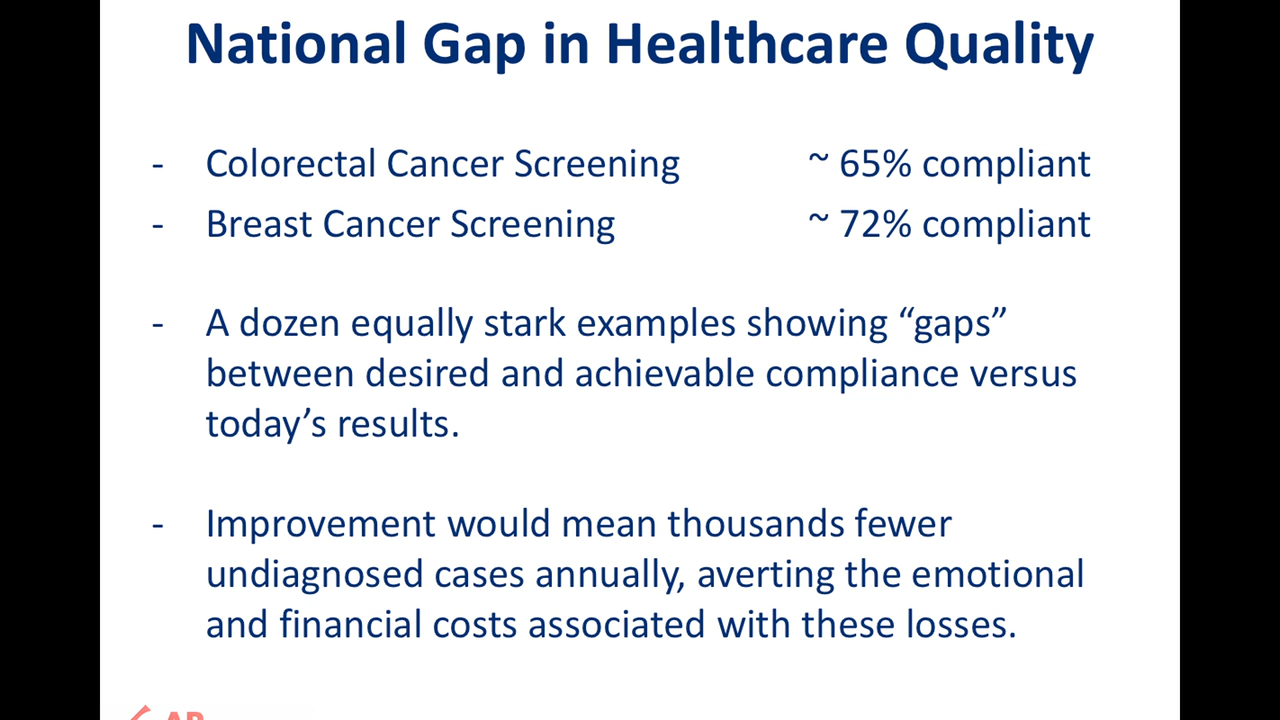 National Gap in Healthcare Quality
- Colorectal Cancer Screening ~ 65% compliant
- Breast Cancer Screening ~ 72% compliant
- A dozen equally stark examples showing “gaps”
between desired and achievable compliance versus
today’s results.
- Improvement would mean thousands fewer
undiagnosed cases annually, averting the emotional
and financial costs associated with these losses.